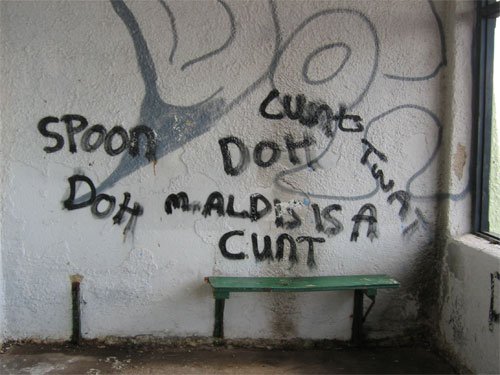 SPOON
DOH
CUNT
DOH
TWAT
M.ALDIS IS A
CUNT